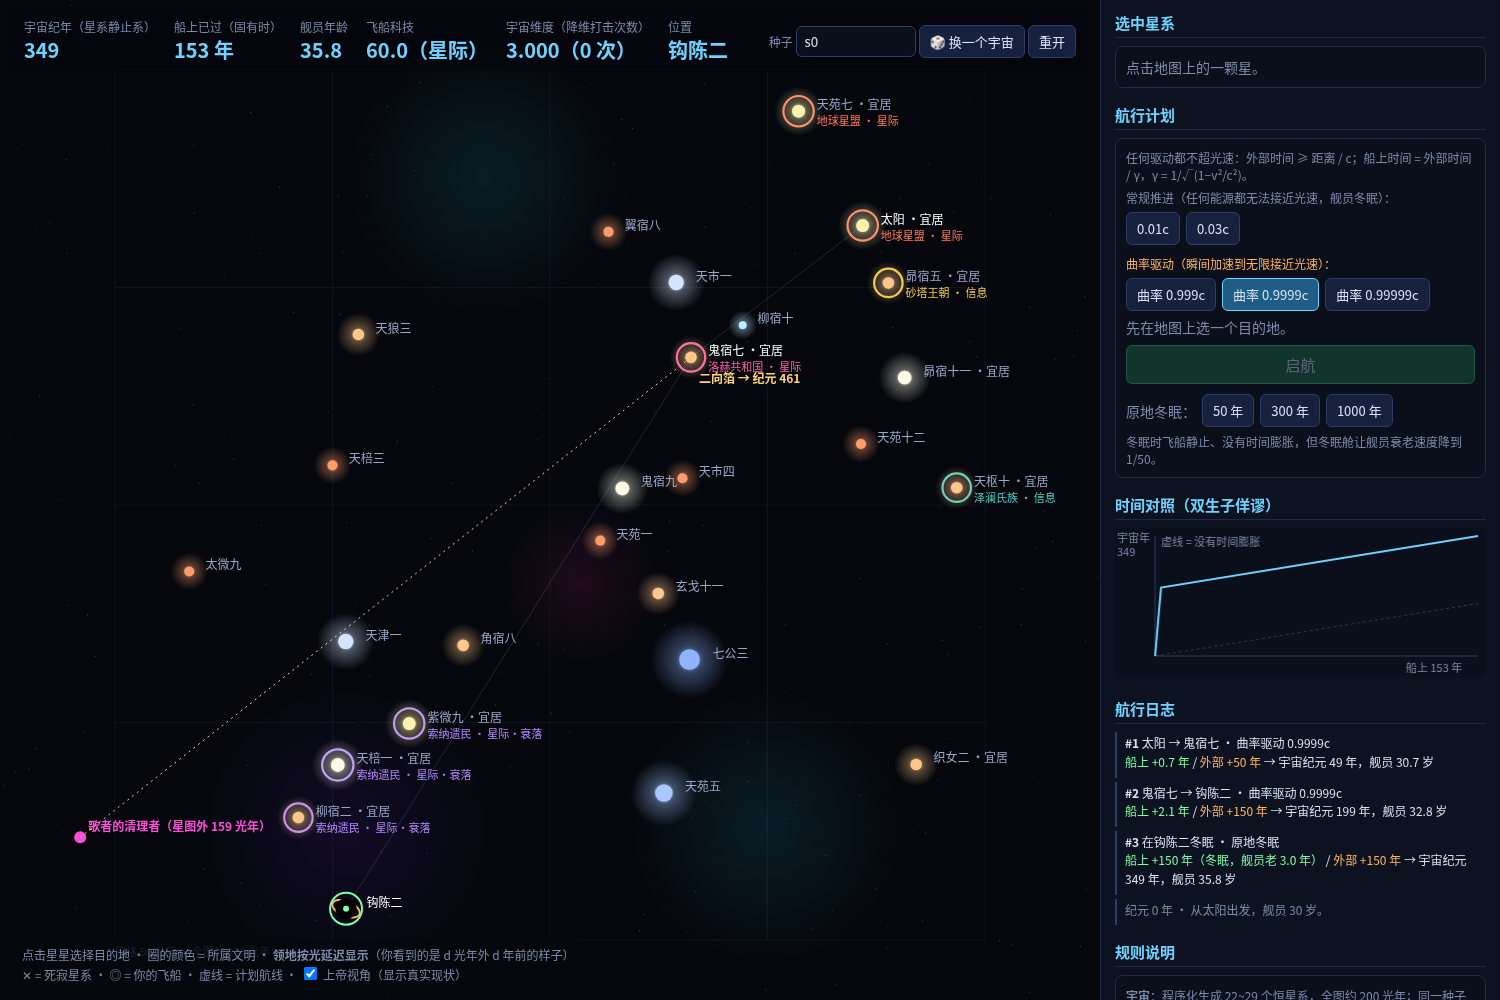 宇宙纪年（星系静止系）
349
船上已过（固有时）
153 年
舰员年龄
35.8
飞船科技
60.0（星际）
宇宙维度（降维打击次数）
3.000（0 次）
位置
钩陈二
种子
s0
🎲 换一个宇宙
重开
天苑七 · 宜居
地球星盟 · 星际
翼宿八
太阳 · 宜居
地球星盟 · 星际
天市一
昴宿五 · 宜居
砂塔王朝 · 信息
柳宿十
天狼三
鬼宿七 · 宜居
洛赫共和国 · 星际
二向箔 → 纪元 461
昴宿十一 · 宜居
天苑十二
天棓三
天市四
鬼宿九
天枢十 · 宜居
泽澜氏族 · 信息
天苑一
太微九
玄戈十一
天津一
角宿八
七公三
紫微九 · 宜居
索纳遗民 · 星际 · 衰落
天棓一 · 宜居
索纳遗民 · 星际 · 衰落
织女二 · 宜居
天苑五
柳宿二 · 宜居
索纳遗民 · 星际 · 衰落
歌者的清理者（星图外 159 光年）
钩陈二
点击星星选择目的地 · 圈的颜色 = 所属文明 · 领地按光延迟显示（你看到的是 d 光年外 d 年前的样子）
✕ = 死寂星系 · ◎ = 你的飞船 · 虚线 = 计划航线 · 上帝视角（显示真实现状）
选中星系
点击地图上的一颗星。
航行计划
任何驱动都不超光速：外部时间 ≥ 距离 / c；船上时间 = 外部时间
/ γ，γ = 1/√(1−v²/c²)。
常规推进（任何能源都无法接近光速，舰员冬眠）：
0.01c
0.03c
曲率驱动（瞬间加速到无限接近光速）：
曲率 0.999c
曲率 0.9999c
曲率 0.99999c
先在地图上选一个目的地。
启航
原地冬眠：
50 年
300 年
1000 年
冬眠时飞船静止、没有时间膨胀，但冬眠舱让舰员衰老速度降到
1/50。
时间对照（双生子佯谬）
宇宙年
349
虚线 = 没有时间膨胀
船上 153 年
航行日志
#1 太阳 → 鬼宿七 · 曲率驱动 0.9999c
船上 +0.7 年 / 外部 +50 年 → 宇宙纪元 49 年，舰员 30.7 岁
#2 鬼宿七 → 钩陈二 · 曲率驱动 0.9999c
船上 +2.1 年 / 外部 +150 年 → 宇宙纪元 199 年，舰员 32.8 岁
#3 在钩陈二冬眠 · 原地冬眠
船上 +150 年（冬眠，舰员老 3.0 年） / 外部 +150 年 → 宇宙纪元
349 年，舰员 35.8 岁
纪元 0 年 · 从太阳出发，舰员 30 岁。
规则说明
宇宙：程序化生成 22~29 个恒星系，全图约 200 光年；同一种子